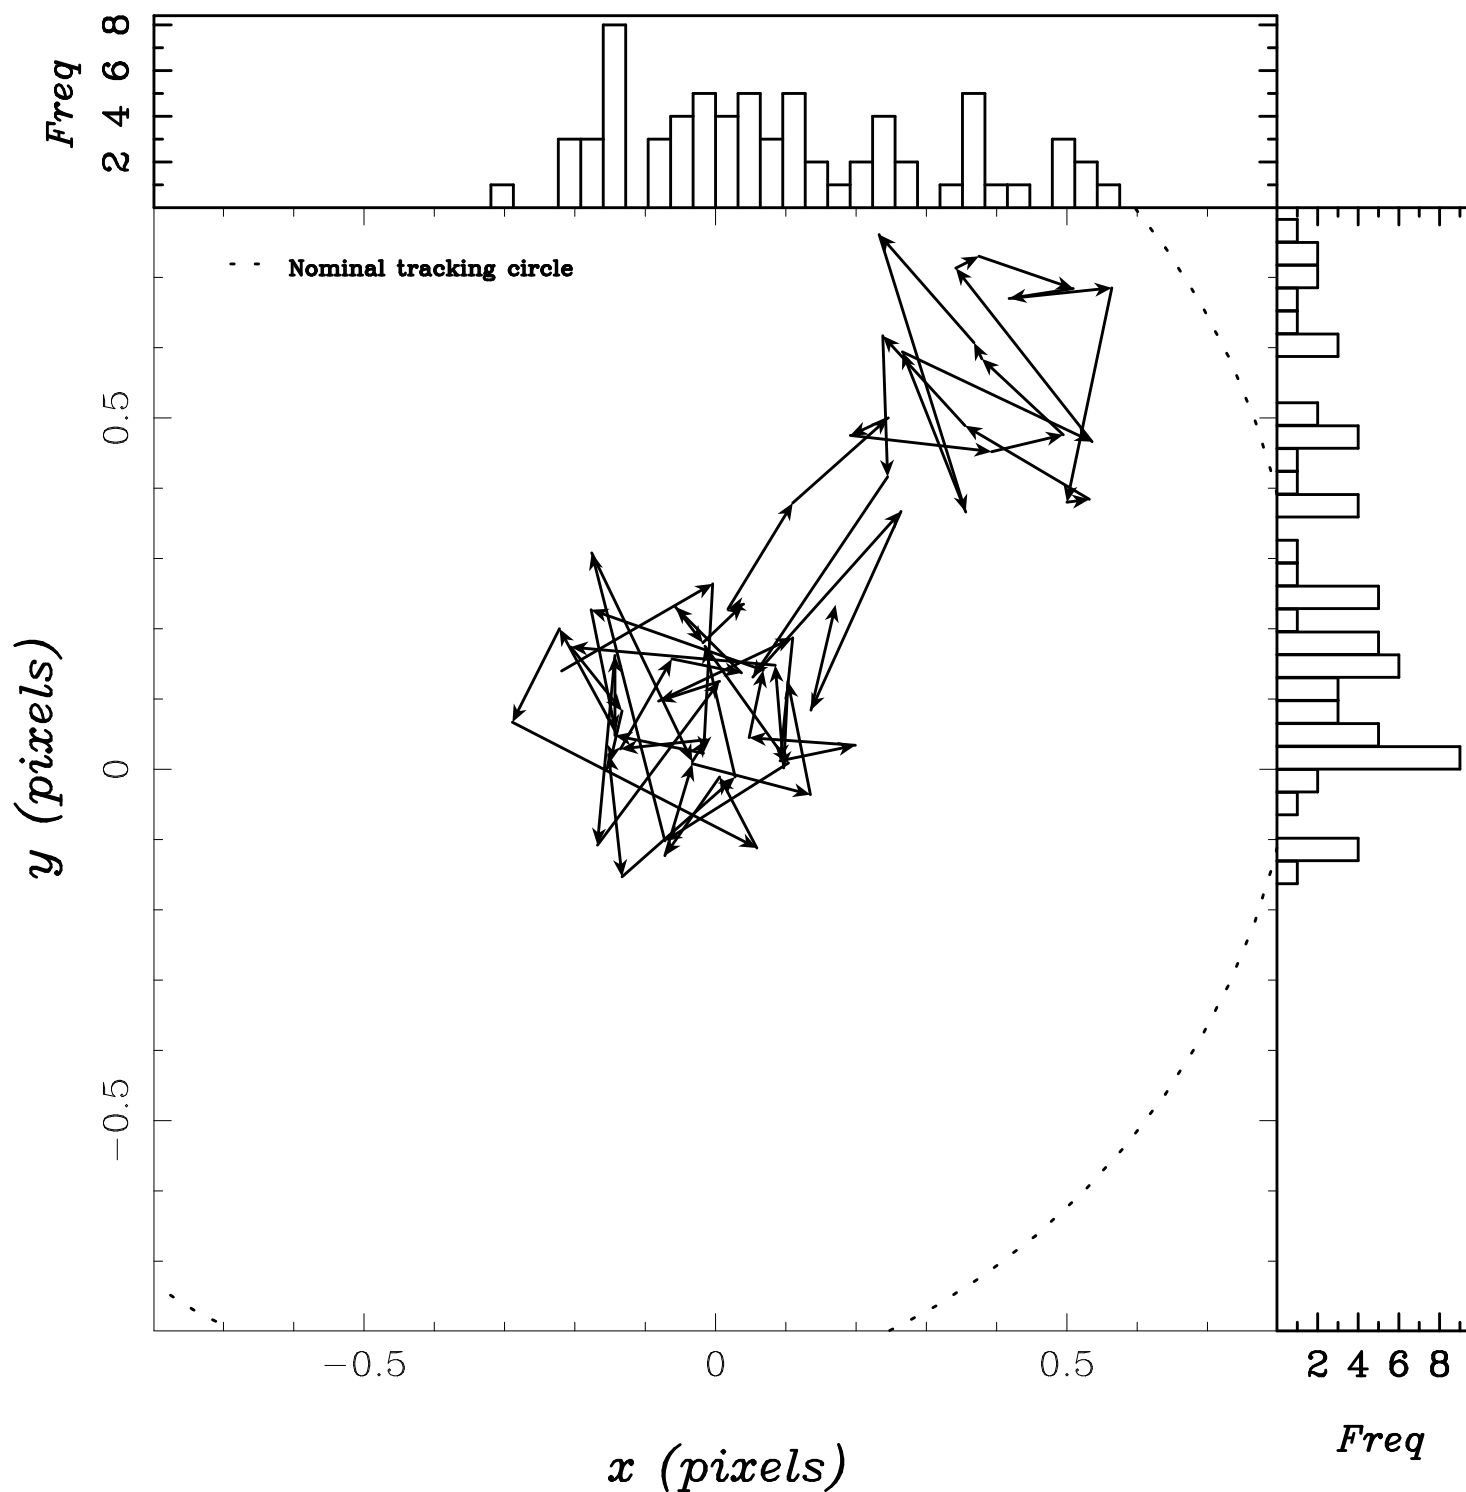 Freq
8
6
4
2
- - Nominal tracking circle
0.5
0
−0.5
y (pixels)
−0.5 0 0.5
2 4 6 8
Freq
x (pixels)